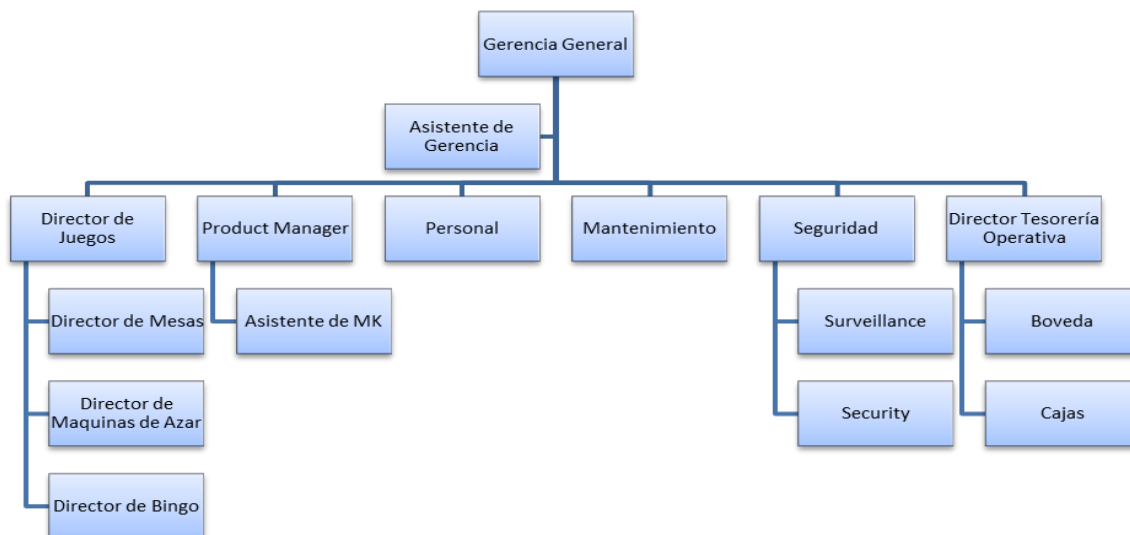 Gerencia General
Asistente de
Gerencia
Director de
Juegos
Product Manager
Personal
Mantenimiento
Seguridad
Director Tesorería
Operativa
Director de Mesas
Asistente de MK
Surveillance
Boveda
Director de
Maquinas de Azar
Security
Cajas
Director de Bingo